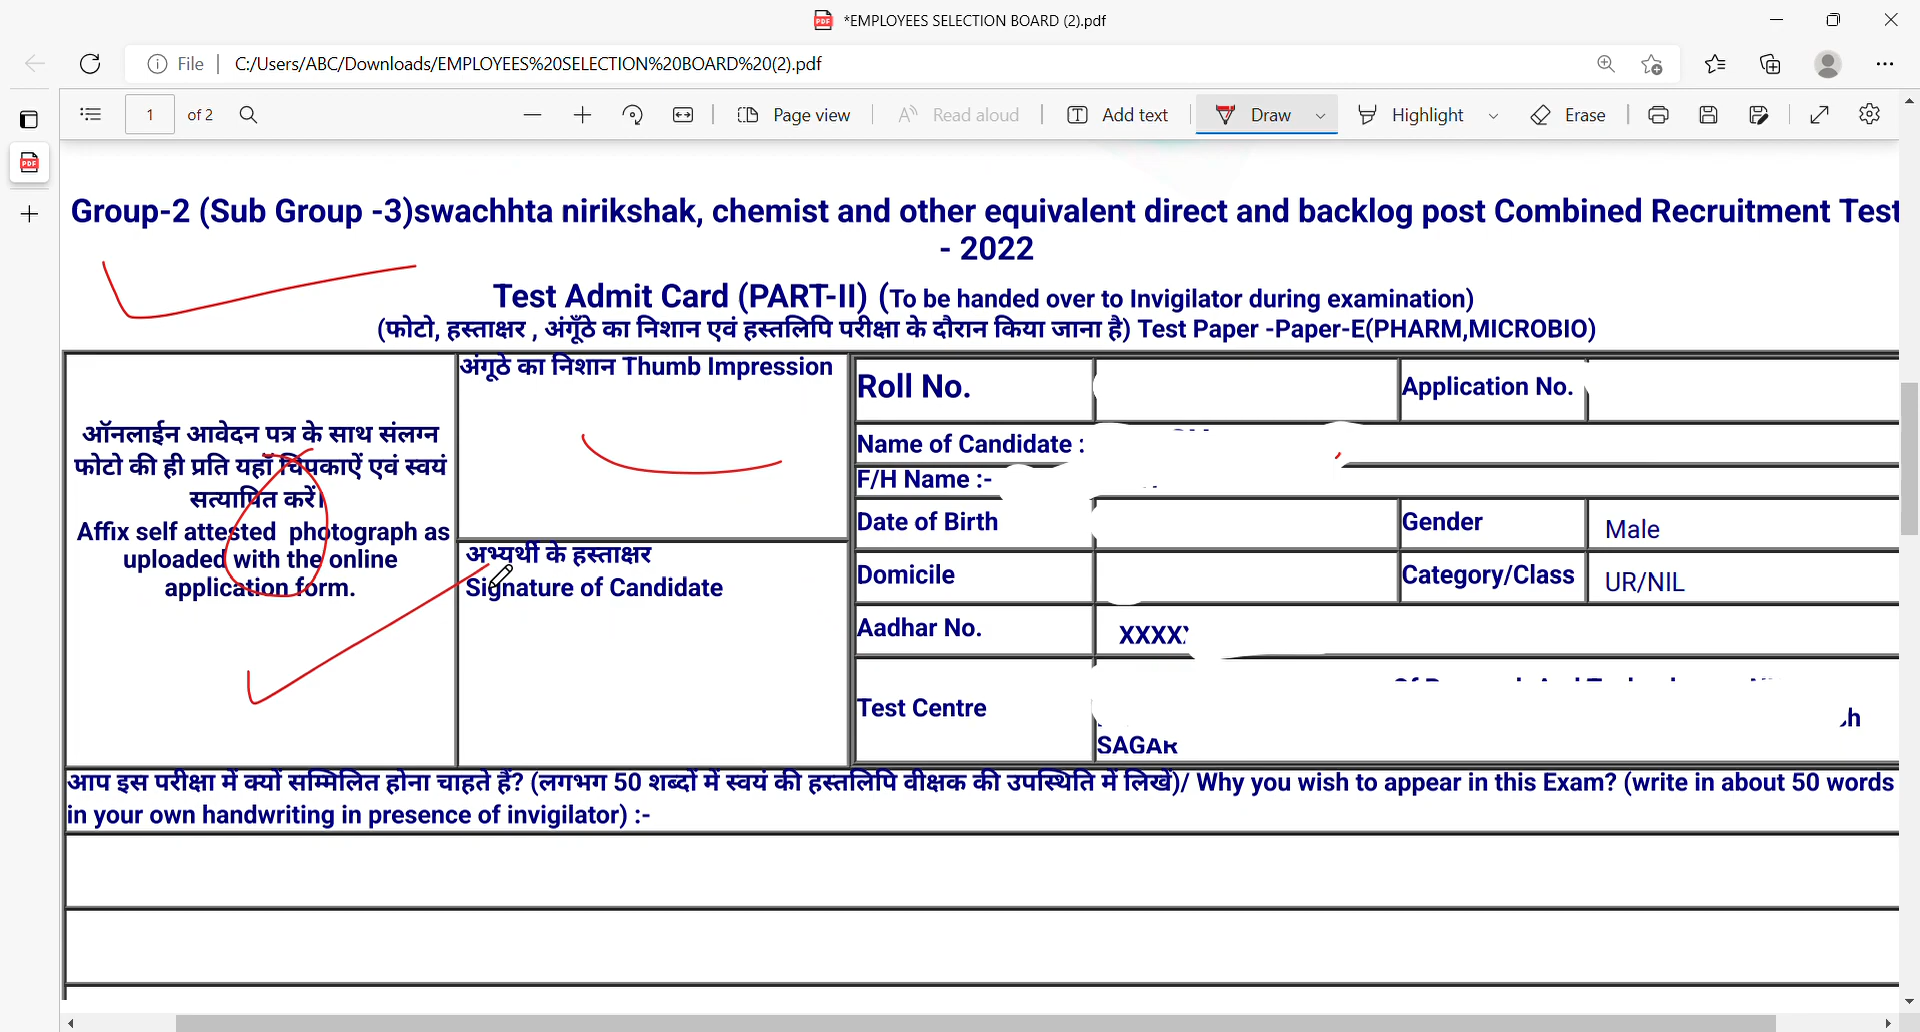 *EMPLOYEES SELECTION BOARD (2).pdf
File
C:/Users/ABC/Downloads/EMPLOYEES%20SELECTION%20BOARD%20(2).pdf
1 of 2
Page view
Read aloud
Add text
Draw
Highlight
Erase
Group-2 (Sub Group -3)swachhta nirikshak, chemist and other equivalent direct and backlog post Combined Recruitment Test
- 2022
Test Admit Card (PART-II) (To be handed over to Invigilator during examination)
(फोटो, हस्ताक्षर , अंगूँठे का निशान एवं हस्तलिपि परीक्षा के दौरान किया जाना है) Test Paper -Paper-E(PHARM,MICROBIO)
ऑनलाईन आवेदन पत्र के साथ संलग्न
फोटो की ही प्रति यहाँ चिपकाऐं एवं स्वयं
सत्यापित करें।
Affix self attested photograph as
uploaded with the online
application form.
अंगूठे का निशान Thumb Impression
अभ्यर्थी के हस्ताक्षर
Signature of Candidate
Roll No.
Application No.
Name of Candidate :
F/H Name :-
Date of Birth
Gender
Male
Domicile
Category/Class
UR/NIL
Aadhar No.
XXXX
Test Centre
SAGAR
आप इस परीक्षा में क्यों सम्मिलित होना चाहते हैं? (लगभग 50 शब्दों में स्वयं की हस्तलिपि वीक्षक की उपस्थिति में लिखें)/ Why you wish to appear in this Exam? (write in about 50 words
in your own handwriting in presence of invigilator) :-